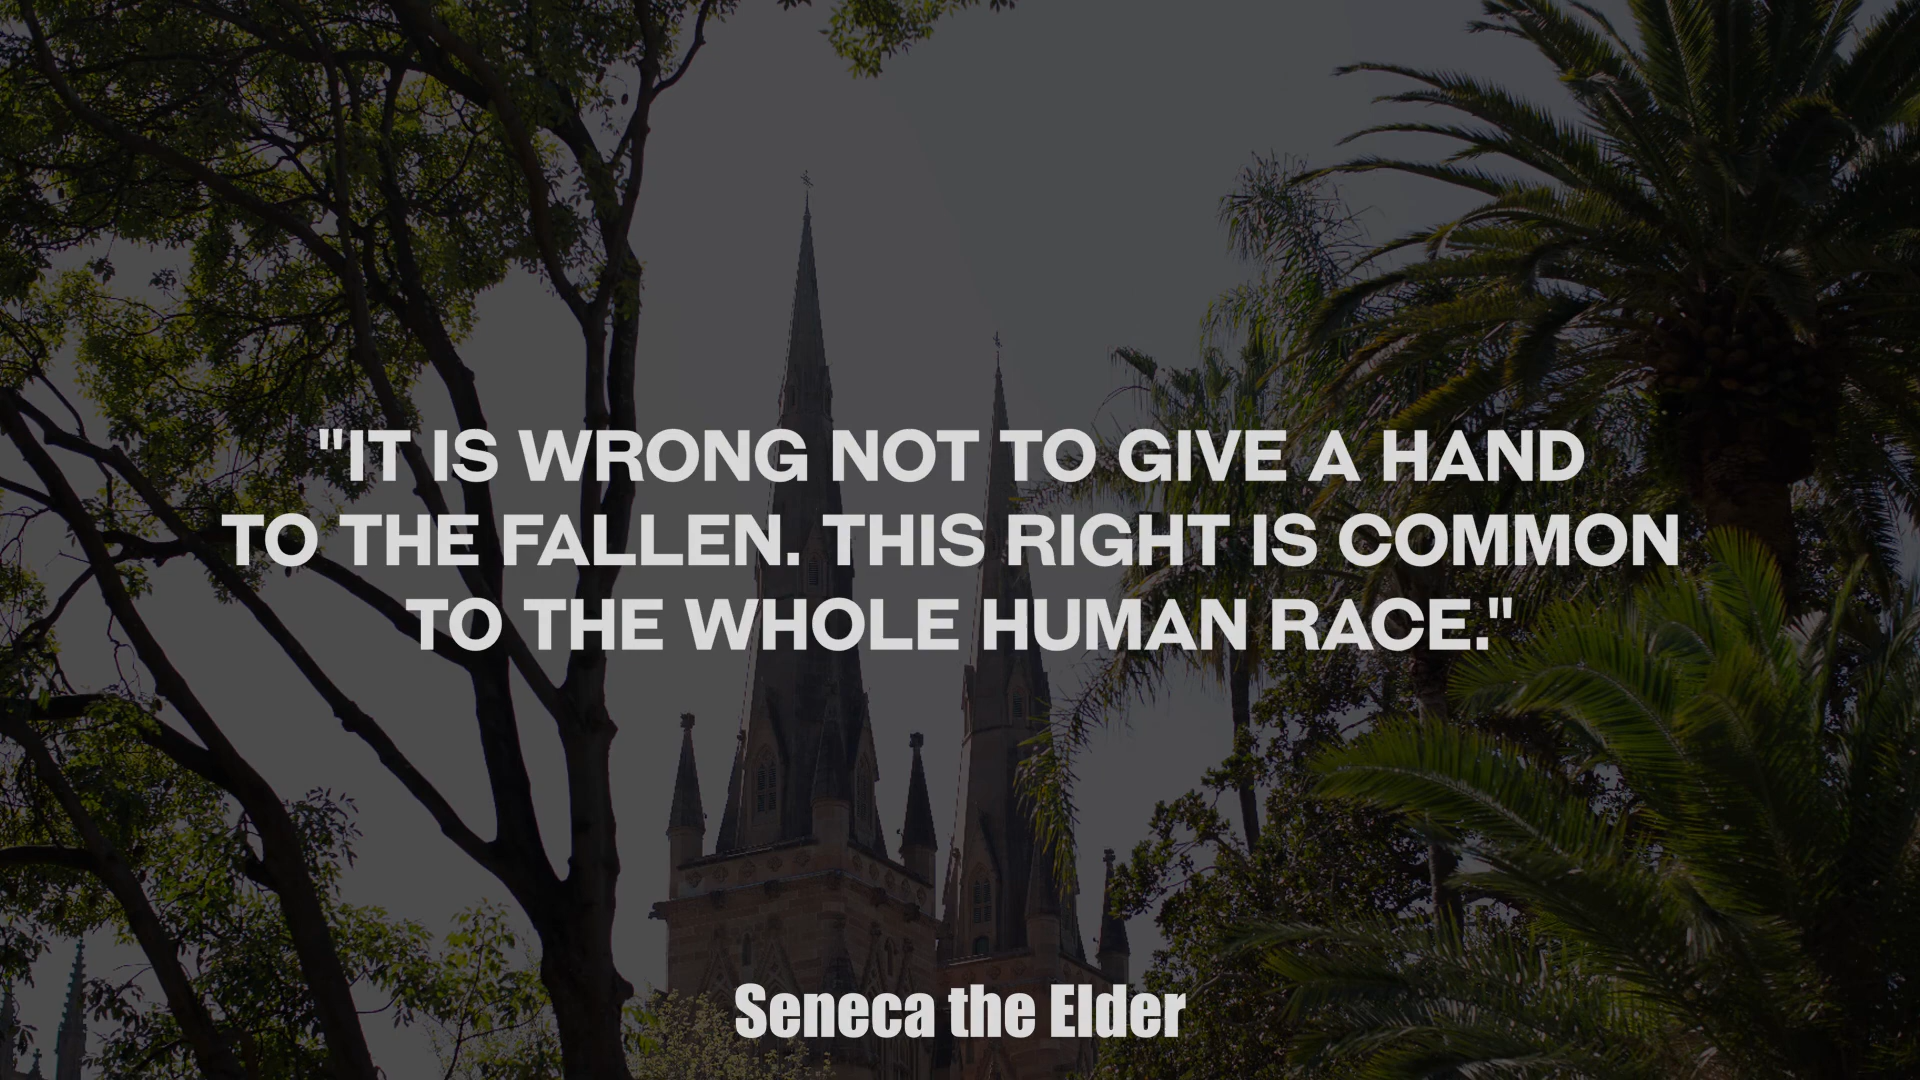 "IT IS WRONG NOT TO GIVE A HAND
TO THE FALLEN. THIS RIGHT IS COMMON
TO THE WHOLE HUMAN RACE."
Seneca the Elder